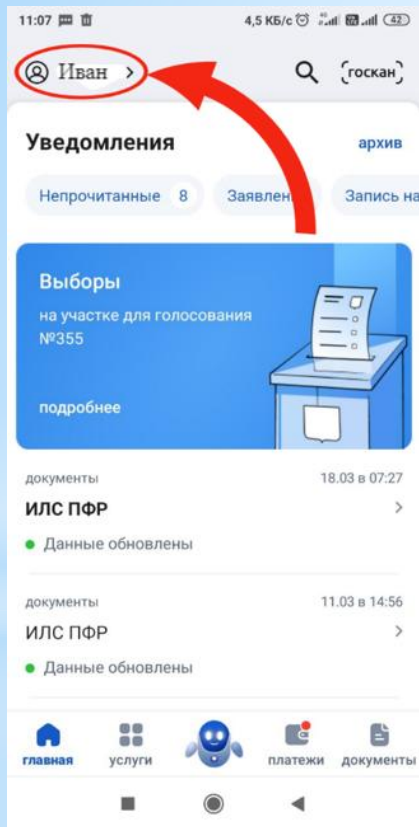 11:07 4,5 КБ/с 42
Иван > госкан
Уведомления архив
Непрочитанные 8 Заявлен Запись на
Выборы
на участке для голосования
№355
подробнее
документы 18.03 в 07:27
ИЛС ПФР >
Данные обновлены
документы 11.03 в 14:56
ИЛС ПФР >
Данные обновлены
главная услуги платежи документы